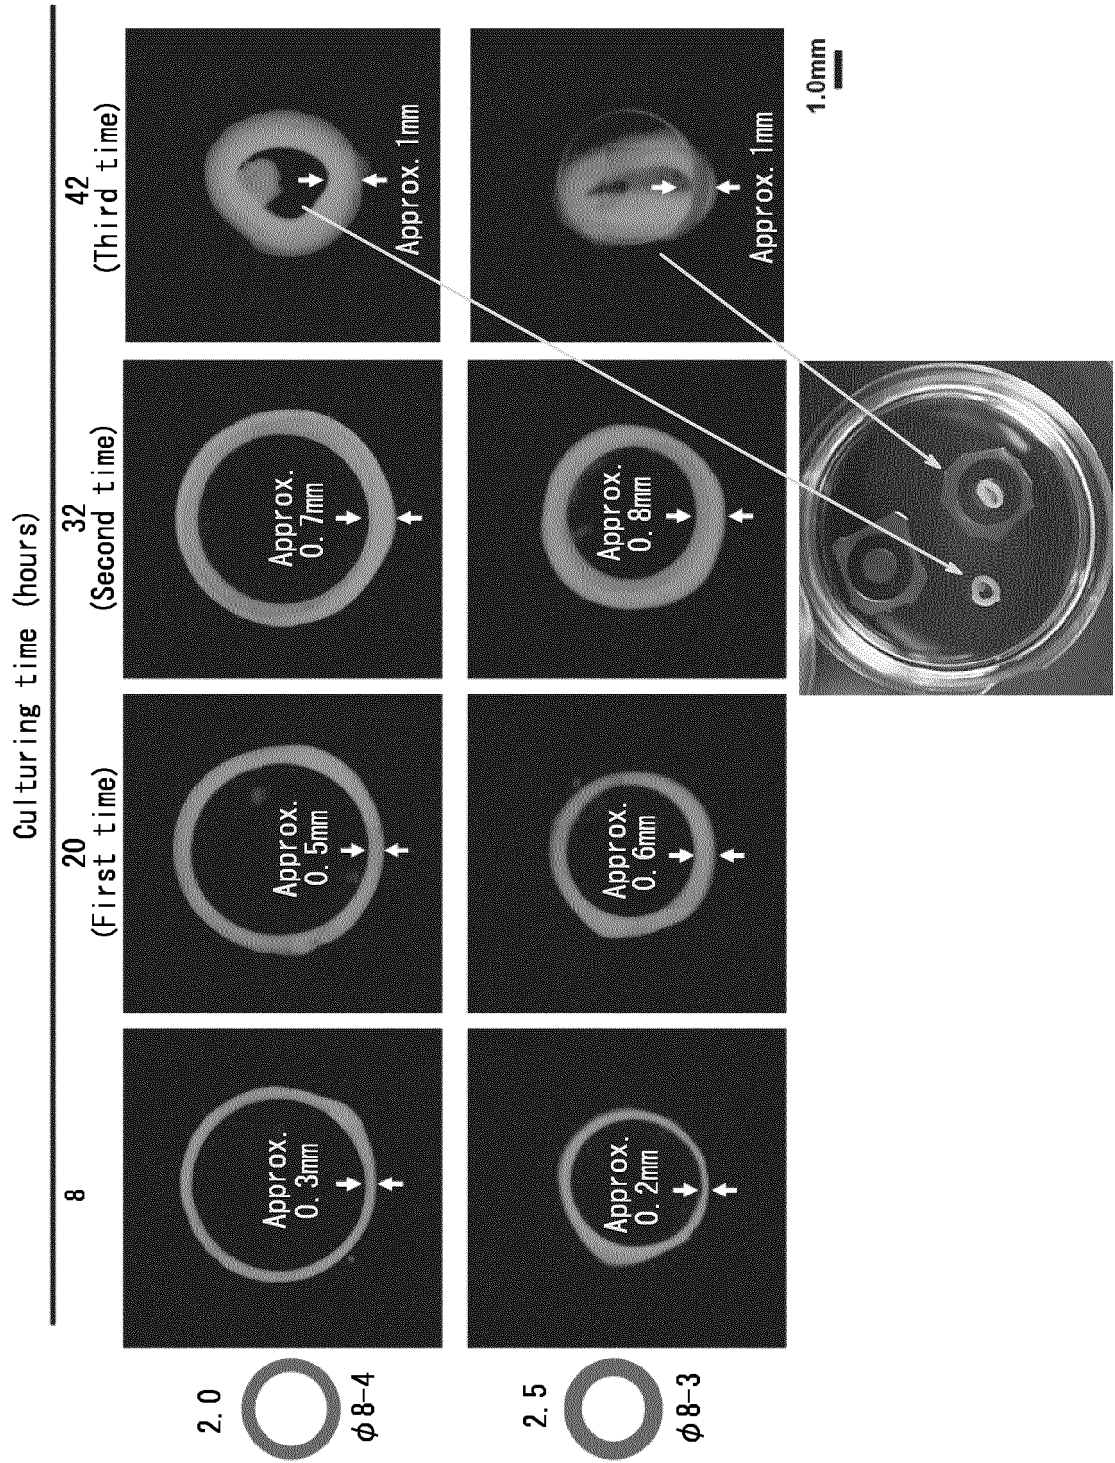 Culturing time (hours)
8
20
(First time)
32
(Second time)
42
(Third time)
2.0
φ8-4
Approx.
0.3mm
Approx.
0.5mm
Approx.
0.7mm
Approx. 1mm
2.5
φ8-3
Approx.
0.2mm
Approx.
0.6mm
Approx.
0.8mm
Approx. 1mm
1.0mm